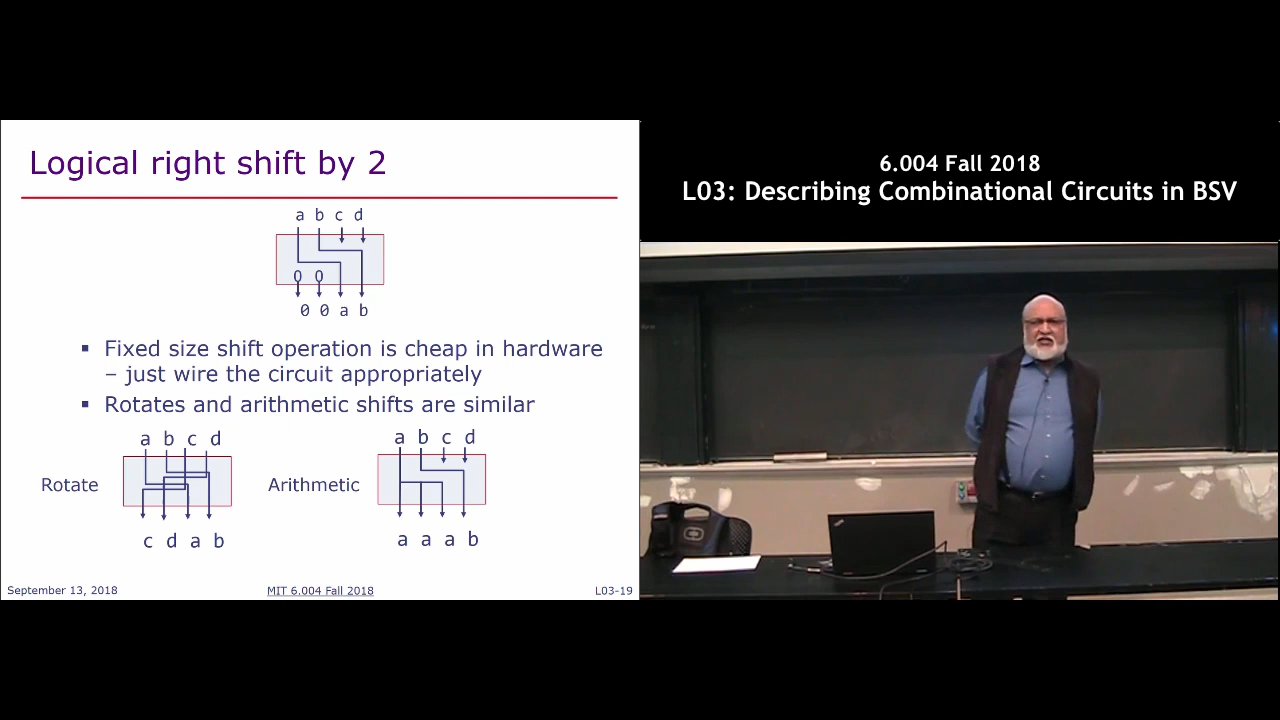 Logical right shift by 2
a b c d
0 0
0 0 a b
▪ Fixed size shift operation is cheap in hardware
– just wire the circuit appropriately
▪ Rotates and arithmetic shifts are similar
a b c d
Rotate
c d a b
a b c d
Arithmetic
a a a b
September 13, 2018
MIT 6.004 Fall 2018
L03-19
6.004 Fall 2018
L03: Describing Combinational Circuits in BSV